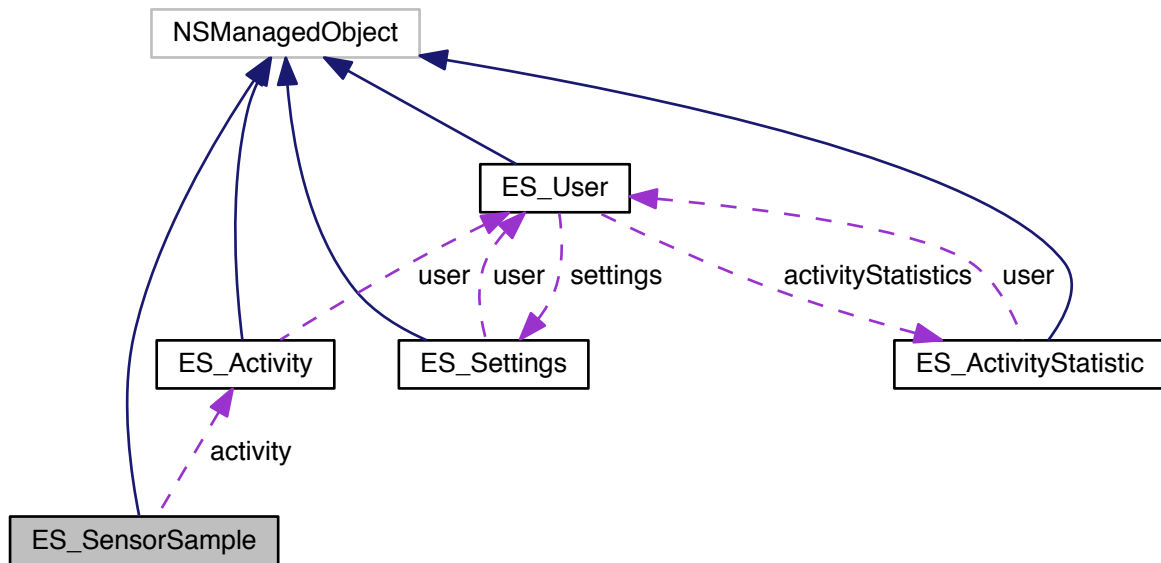 NSManagedObject
ES_User
user
user
settings
activityStatistics
user
ES_Activity
ES_Settings
ES_ActivityStatistic
activity
ES_SensorSample